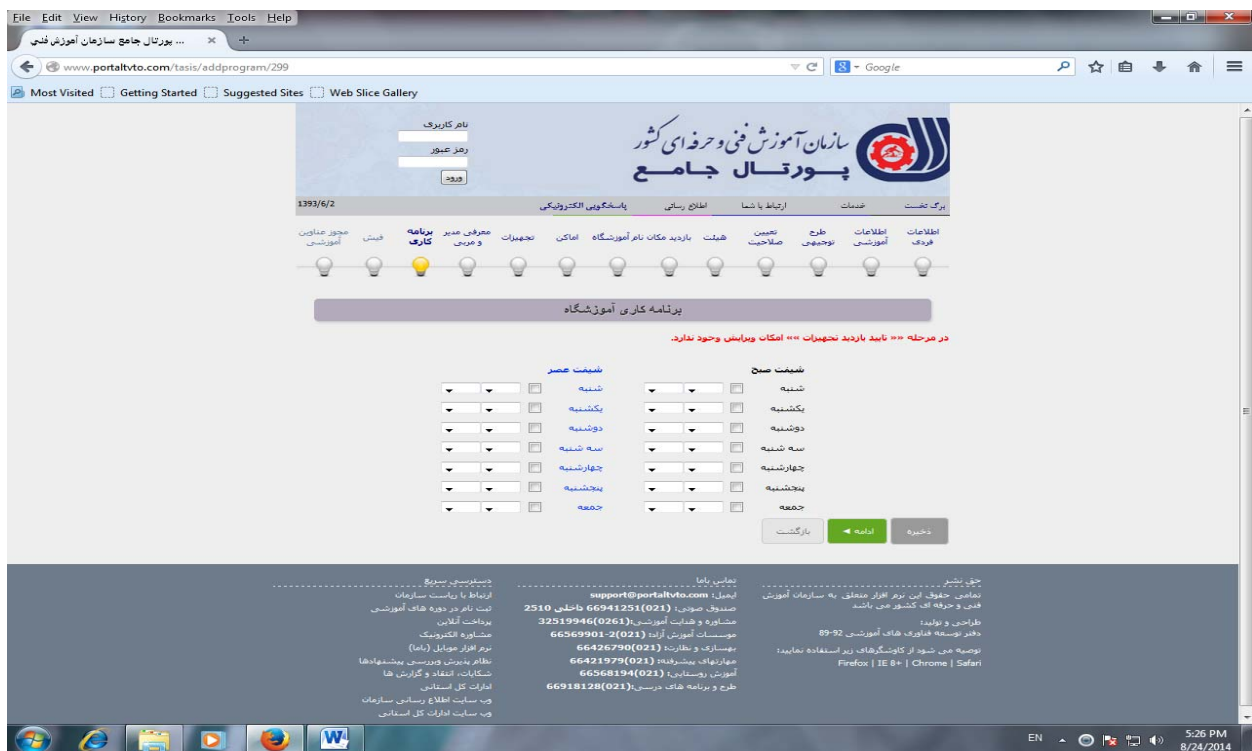 File Edit View History Bookmarks Tools Help
... پورتال جامع سازمان آموزش فنی × +
www.portaltvto.com/tasis/addprogram/299
8 Google
Most Visited Getting Started Suggested Sites Web Slice Gallery
سازمان آموزش فنی و حرفه ای کشور
پورتال جامع
نام کاربری
رمز عبور
ورود
برگ نخست خدمات ارتباط با شما اطلاع رسانی پاسخگویی الکترونیکی 1393/6/2
اطلاعات فردی
اطلاعات آموزشی
طرح توجیهی
تعیین صلاحیت
هیئت
بازدید مکان
نام آموزشگاه
اماکن
تجهیزات
معرفی مدیر و مربی
برنامه کاری
فیش
مجوز عناوین آموزشی
برنامه کاری آموزشگاه
در مرحله «« تایید بازدید تجهیزات »» امکان ویرایش وجود ندارد.
شیفت صبح شیفت عصر
شنبه شنبه
یکشنبه یکشنبه
دوشنبه دوشنبه
سه شنبه سه شنبه
چهارشنبه چهارشنبه
پنجشنبه پنجشنبه
جمعه جمعه
ذخیره ادامه ◄ بازگشت
حق نشر
تمامی حقوق این نرم افزار متعلق به سازمان آموزش
فنی و حرفه ای کشور می باشد
طراحی و تولید:
دفتر توسعه فناوری های آموزشی 92-89
توصیه می شود از کاوشگرهای زیر استفاده نمایید:
Firefox | IE 8+ | Chrome | Safari
تماس باما
ایمیل: support@portaltvto.com
صندوق صوتی: 66941251(021) داخلی 2510
مشاوره و هدایت آموزشی:32519946(0261)
موسسات آموزش آزاد: 2-66569901(021)
بهسازی و نظارت: 66426790(021)
مهارتهای پیشرفته: 66421979(021)
آموزش روستایی: 66568194(021)
طرح و برنامه های درسی:66918128(021)
دسترسی سریع
ارتباط با ریاست سازمان
ثبت نام در دوره های آموزشی
پرداخت آنلاین
مشاوره الکترونیک
نرم افزار موبایل (باما)
نظام پذیرش وبررسی پیشنهادها
شکایات، انتقاد و گزارش ها
ادارات کل استانی
وب سایت اطلاع رسانی سازمان
وب سایت ادارات کل استانی
EN 5:26 PM
8/24/2014